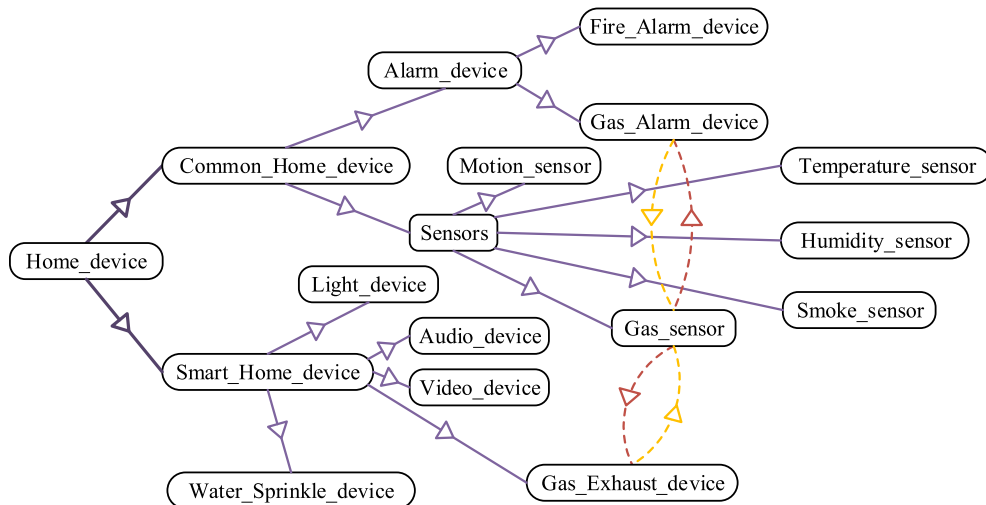 Fire_Alarm_device
Alarm_device
Gas_Alarm_device
Common_Home_device
Motion_sensor
Temperature_sensor
Sensors
Humidity_sensor
Home_device
Light_device
Smoke_sensor
Gas_sensor
Audio_device
Smart_Home_device
Video_device
Water_Sprinkle_device
Gas_Exhaust_device